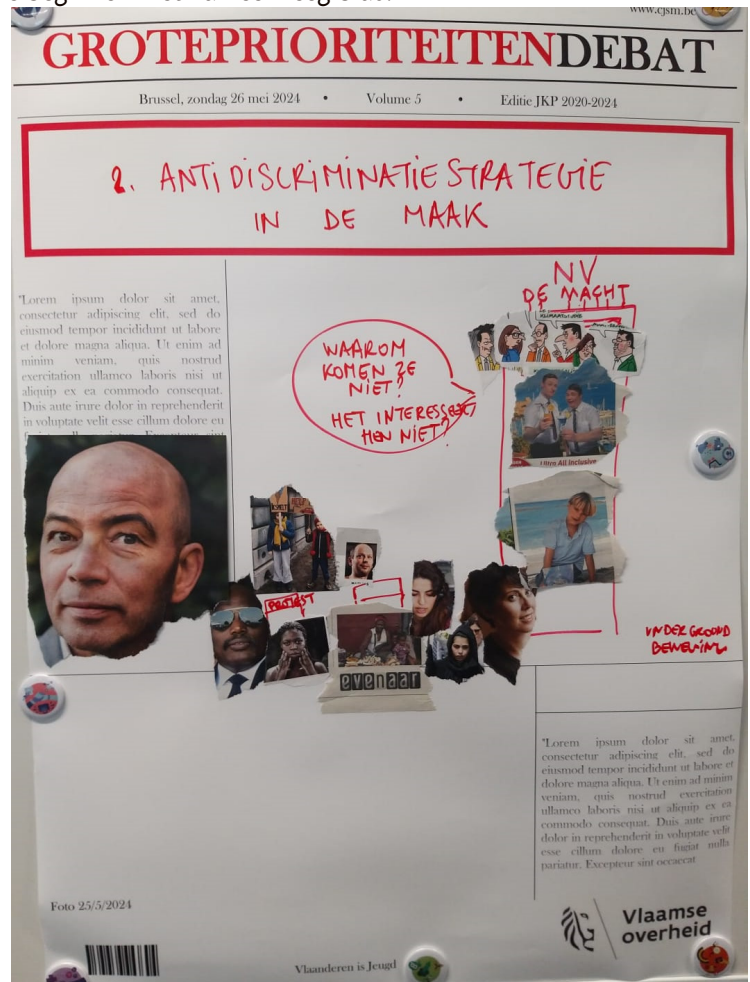 www.cjsm.be
GROTEPRIORITEITENDEBAT
Brussel, zondag 26 mei 2024 • Volume 5 • Editie JKP 2020-2024
2. ANTIDISCRIMINATIESTRATEGIE
IN DE MAAK
"Lorem ipsum dolor sit amet,
consectetur adipiscing elit, sed do
eiusmod tempor incididunt ut labore
et dolore magna aliqua. Ut enim ad
minim veniam, quis nostrud
exercitation ullamco laboris nisi ut
aliquip ex ea commodo consequat.
Duis aute irure dolor in reprehenderit
in voluptate velit esse cillum dolore eu
NV
DE MACHT
WAAROM
KOMEN ZE
NIET?
HET INTERESSEERT
HEN NIET?
Ultra All inclusive
PROTEST
evenaar
UNDERGROUND
BEWEGING
"Lorem ipsum dolor sit amet,
consectetur adipiscing elit, sed do
eiusmod tempor incididunt ut labore et
dolore magna aliqua. Ut enim ad minim
veniam, quis nostrud exercitation
ullamco laboris nisi ut aliquip ex ea
commodo consequat. Duis aute irure
dolor in reprehenderit in voluptate velit
esse cillum dolore eu fugiat nulla
pariatur. Excepteur sint occaecat
Foto 25/5/2024
Vlaamse
overheid
Vlaanderen is Jeugd